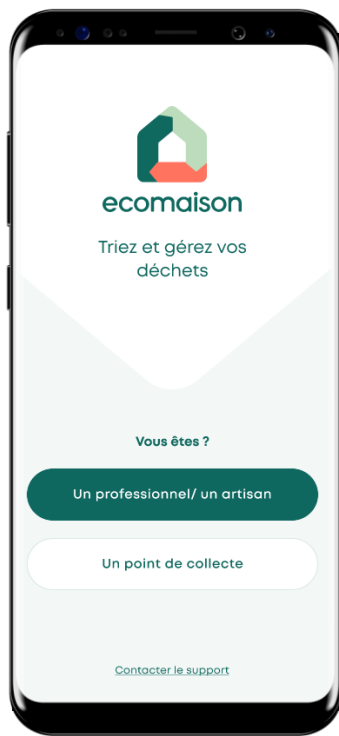 ecomaison
Triez et gérez vos
déchets
Vous êtes ?
Un professionnel/ un artisan
Un point de collecte
Contacter le support